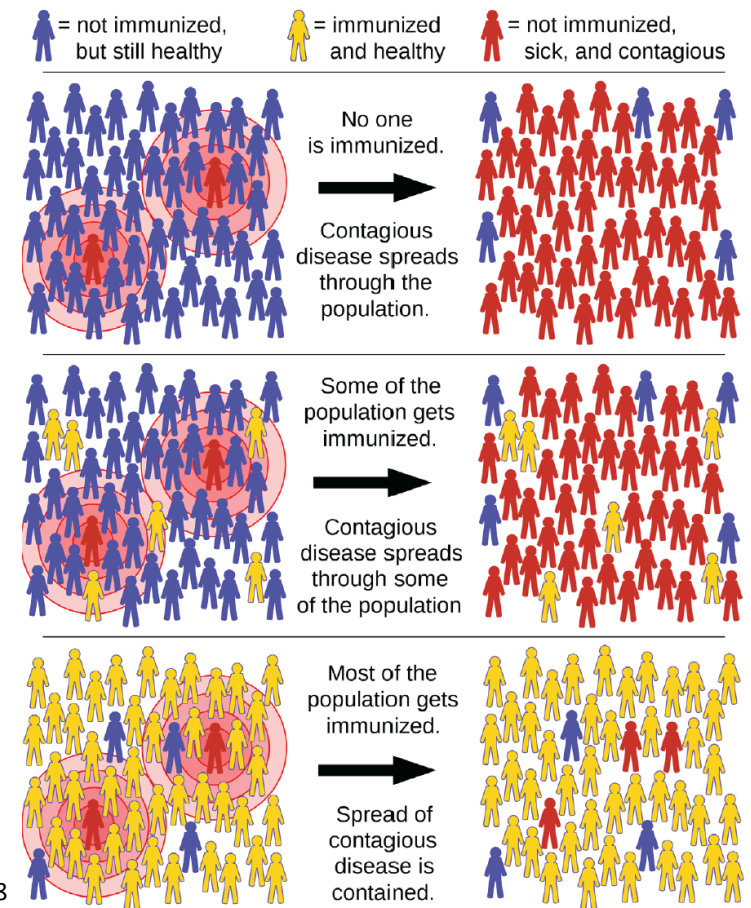 = not immunized,
but still healthy
= immunized
and healthy
= not immunized,
sick, and contagious
No one
is immunized.
Contagious
disease spreads
through the
population.
Some of the
population gets
immunized.
Contagious
disease spreads
through some
of the population
Most of the
population gets
immunized.
Spread of
contagious
disease is
contained.